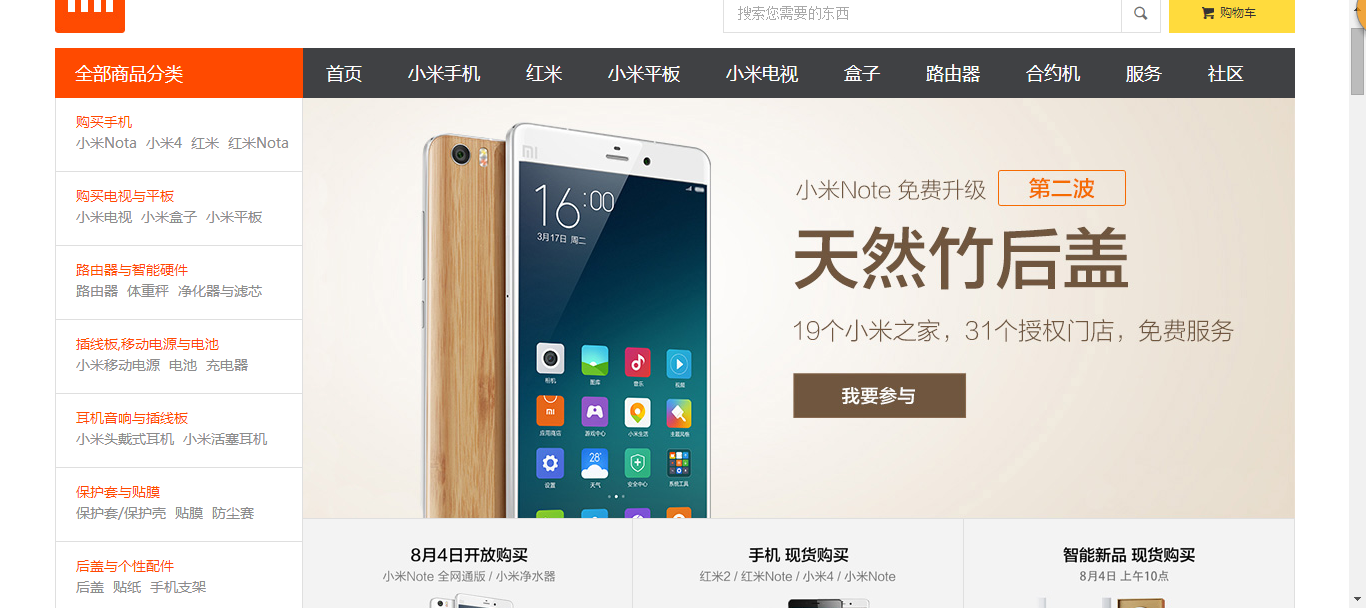 搜索您需要的东西
购物车
全部商品分类 首页 小米手机 红米 小米平板 小米电视 盒子 路由器 合约机 服务 社区
购买手机
小米Nota 小米4 红米 红米Nota
购买电视与平板
小米电视 小米盒子 小米平板
路由器与智能硬件
路由器 体重秤 净化器与滤芯
插线板,移动电源与电池
小米移动电源 电池 充电器
耳机音响与插线板
小米头戴式耳机 小米活塞耳机
保护套与贴膜
保护套/保护壳 贴膜 防尘赛
后盖与个性配件
后盖 贴纸 手机支架
MI
16:00
3月17日 周二
相机 图库 音乐 视频
MI
应用商店 游戏中心 小米生活 主题风格
28°
设置 天气 安全中心 系统工具
小米Note 免费升级 第二波
天然竹后盖
19个小米之家，31个授权门店，免费服务
我要参与
8月4日开放购买
小米Note 全网通版 / 小米净水器
手机 现货购买
红米2 / 红米Note / 小米4 / 小米Note
智能新品 现货购买
8月4日 上午10点